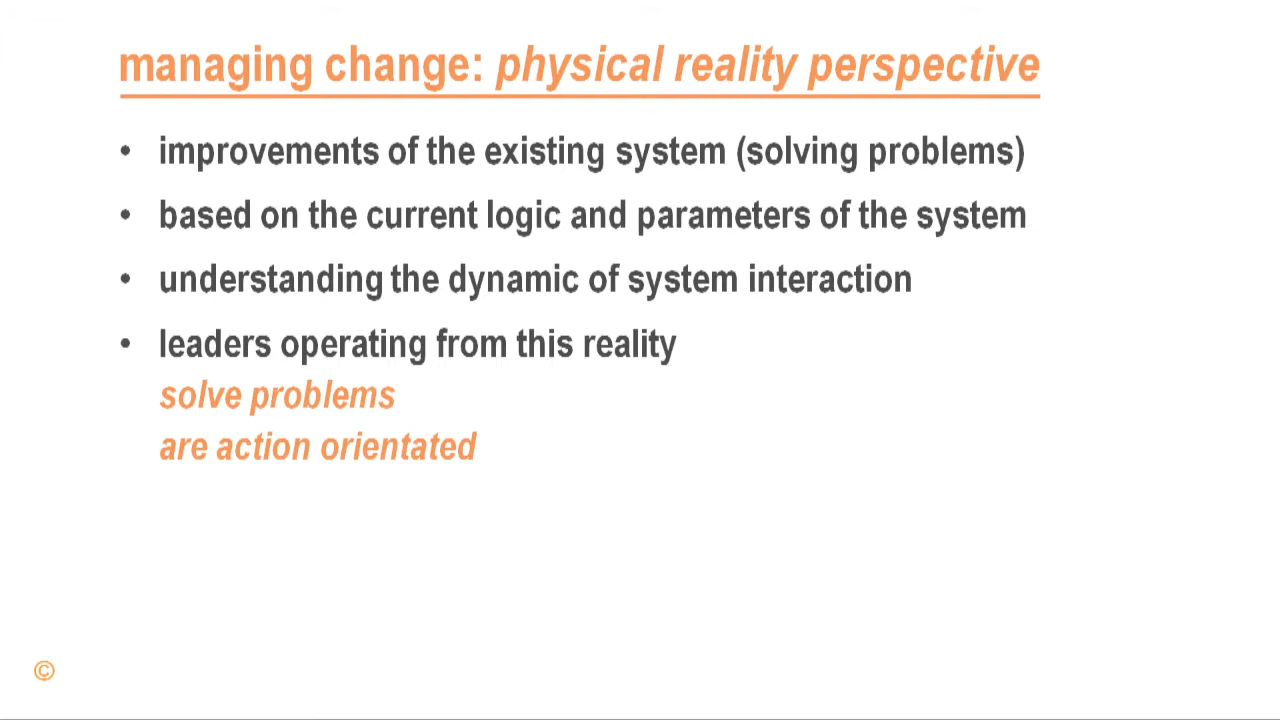 managing change: physical reality perspective
• improvements of the existing system (solving problems)
• based on the current logic and parameters of the system
• understanding the dynamic of system interaction
• leaders operating from this reality
solve problems
are action orientated
©